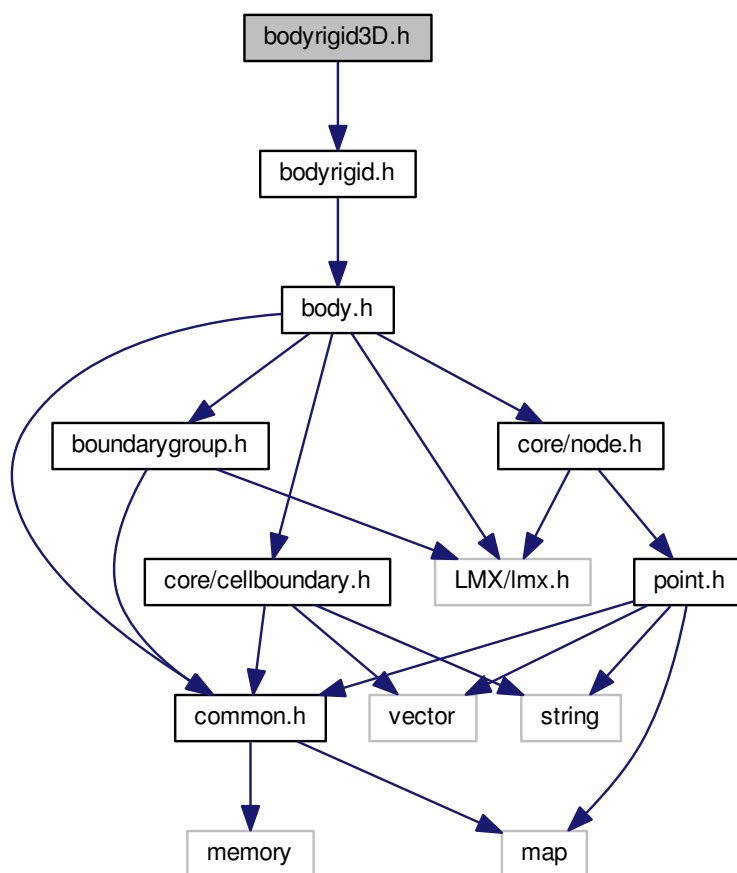 bodyrigid3D.h
bodyrigid.h
body.h
boundarygroup.h
core/node.h
core/cellboundary.h
LMX/lmx.h
point.h
common.h
vector
string
memory
map